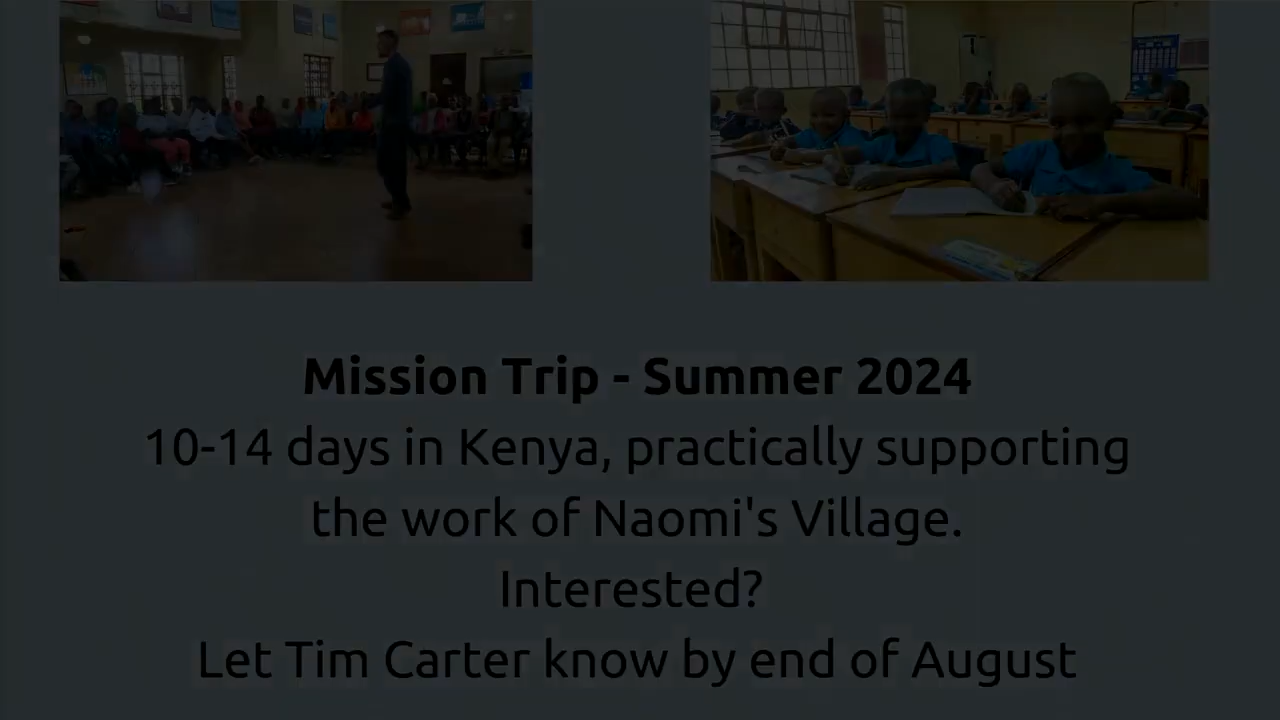 Mission Trip - Summer 2024
10-14 days in Kenya, practically supporting
the work of Naomi's Village.
Interested?
Let Tim Carter know by end of August